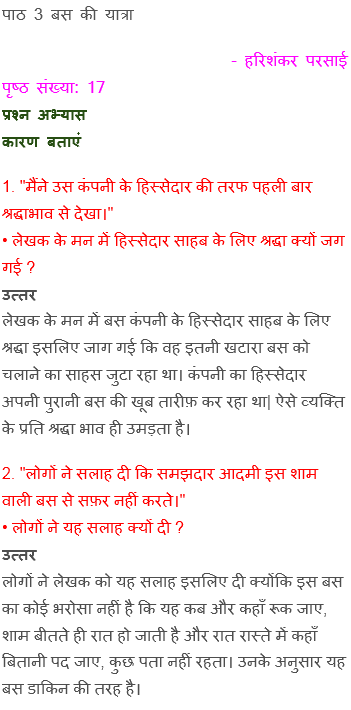 पाठ 3 बस की यात्रा
- हरिशंकर परसाई
पृष्ठ संख्या: 17
प्रश्न अभ्यास
कारण बताएं
1. "मैंने उस कंपनी के हिस्सेदार की तरफ पहली बार
श्रद्धाभाव से देखा।"
• लेखक के मन में हिस्सेदार साहब के लिए श्रद्धा क्यों जग
गई ?
उत्तर
लेखक के मन में बस कंपनी के हिस्सेदार साहब के लिए
श्रद्धा इसलिए जाग गई कि वह इतनी खटारा बस को
चलाने का साहस जुटा रहा था। कंपनी का हिस्सेदार
अपनी पुरानी बस की खूब तारीफ़ कर रहा था| ऐसे व्यक्ति
के प्रति श्रद्धा भाव ही उमड़ता है।
2. "लोगों ने सलाह दी कि समझदार आदमी इस शाम
वाली बस से सफ़र नहीं करते।"
• लोगों ने यह सलाह क्यों दी ?
उत्तर
लोगों ने लेखक को यह सलाह इसलिए दी क्योंकि इस बस
का कोई भरोसा नहीं है कि यह कब और कहाँ रूक जाए,
शाम बीतते ही रात हो जाती है और रात रास्ते में कहाँ
बितानी पद जाए, कुछ पता नहीं रहता। उनके अनुसार यह
बस डाकिन की तरह है।